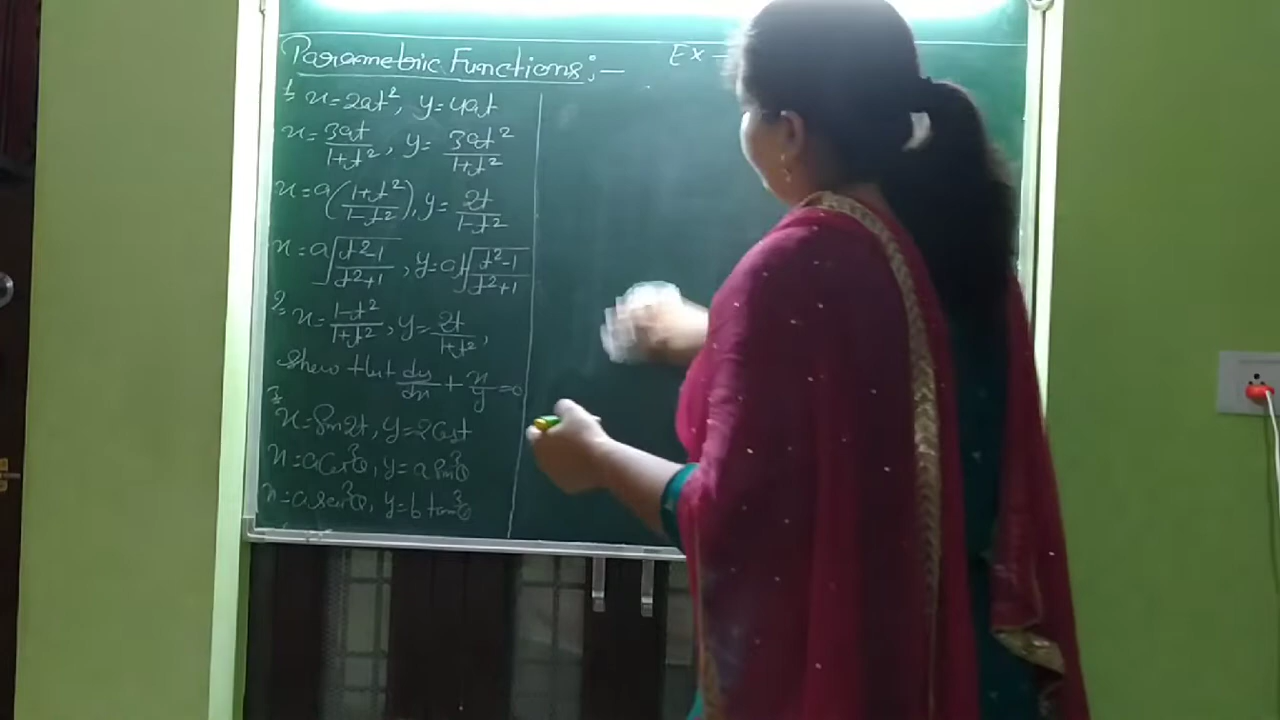 Parametric Functions :-
Ex -
1. x = 2at², y = 4at
x = 3at/1+t², y = 3at²/1+t²
x = a(1+t²/1-t²), y = 2t/1-t²
x = a√t²-1/t²+1, y = at√t²-1/t²+1
2. x = 1-t²/1+t², y = 2t/1+t²,
show that dy/dx + x/y = 0
3. x = Sin2t, y = 2Cost
x = aCos³θ, y = a Sin³θ
x = a sec³θ, y = b tan³θ